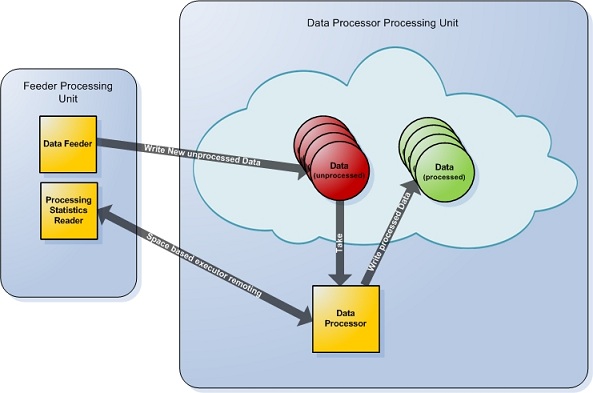 Data Processor Processing Unit
Feeder Processing
Unit
Data Feeder
Processing
Statistics
Reader
Write New unprocessed Data
Data
(unprocessed)
Data
(processed)
Take
Write processed Data
Space based executor remoting
Data
Processor